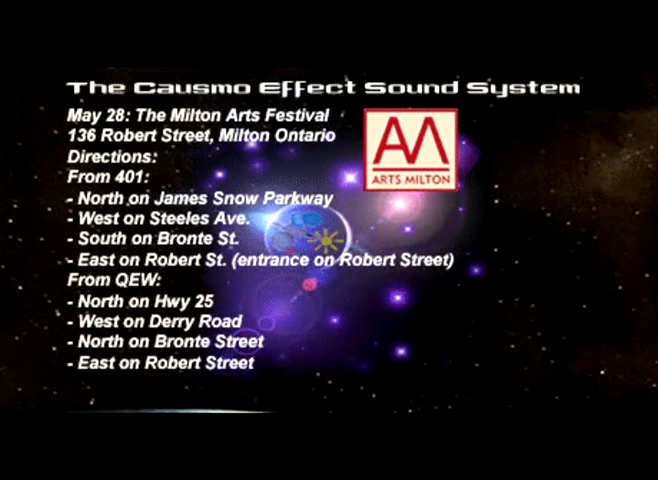 The Causmo Effect Sound System
May 28: The Milton Arts Festival
136 Robert Street, Milton Ontario
Directions:
From 401:
- North on James Snow Parkway
- West on Steeles Ave.
- South on Bronte St.
- East on Robert St. (entrance on Robert Street)
From QEW:
- North on Hwy 25
- West on Derry Road
- North on Bronte Street
- East on Robert Street
AM
ARTS MILTON